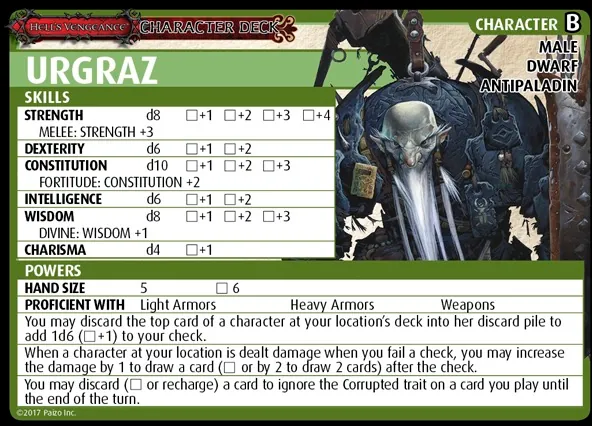 HELL'S VENGEANCE CHARACTER DECK CHARACTER B
MALE
DWARF
ANTIPALADIN
URGRAZ
SKILLS
STRENGTH d8 □+1 □+2 □+3 □+4
MELEE: STRENGTH +3
DEXTERITY d6 □+1 □+2
CONSTITUTION d10 □+1 □+2 □+3
FORTITUDE: CONSTITUTION +2
INTELLIGENCE d6 □+1 □+2
WISDOM d8 □+1 □+2 □+3
DIVINE: WISDOM +1
CHARISMA d4 □+1
POWERS
HAND SIZE 5 □ 6
PROFICIENT WITH Light Armors Heavy Armors Weapons
You may discard the top card of a character at your location's deck into her discard pile to
add 1d6 (□+1) to your check.
When a character at your location is dealt damage when you fail a check, you may increase
the damage by 1 to draw a card (□ or by 2 to draw 2 cards) after the check.
You may discard (□ or recharge) a card to ignore the Corrupted trait on a card you play until
the end of the turn.
©2017 Paizo Inc.